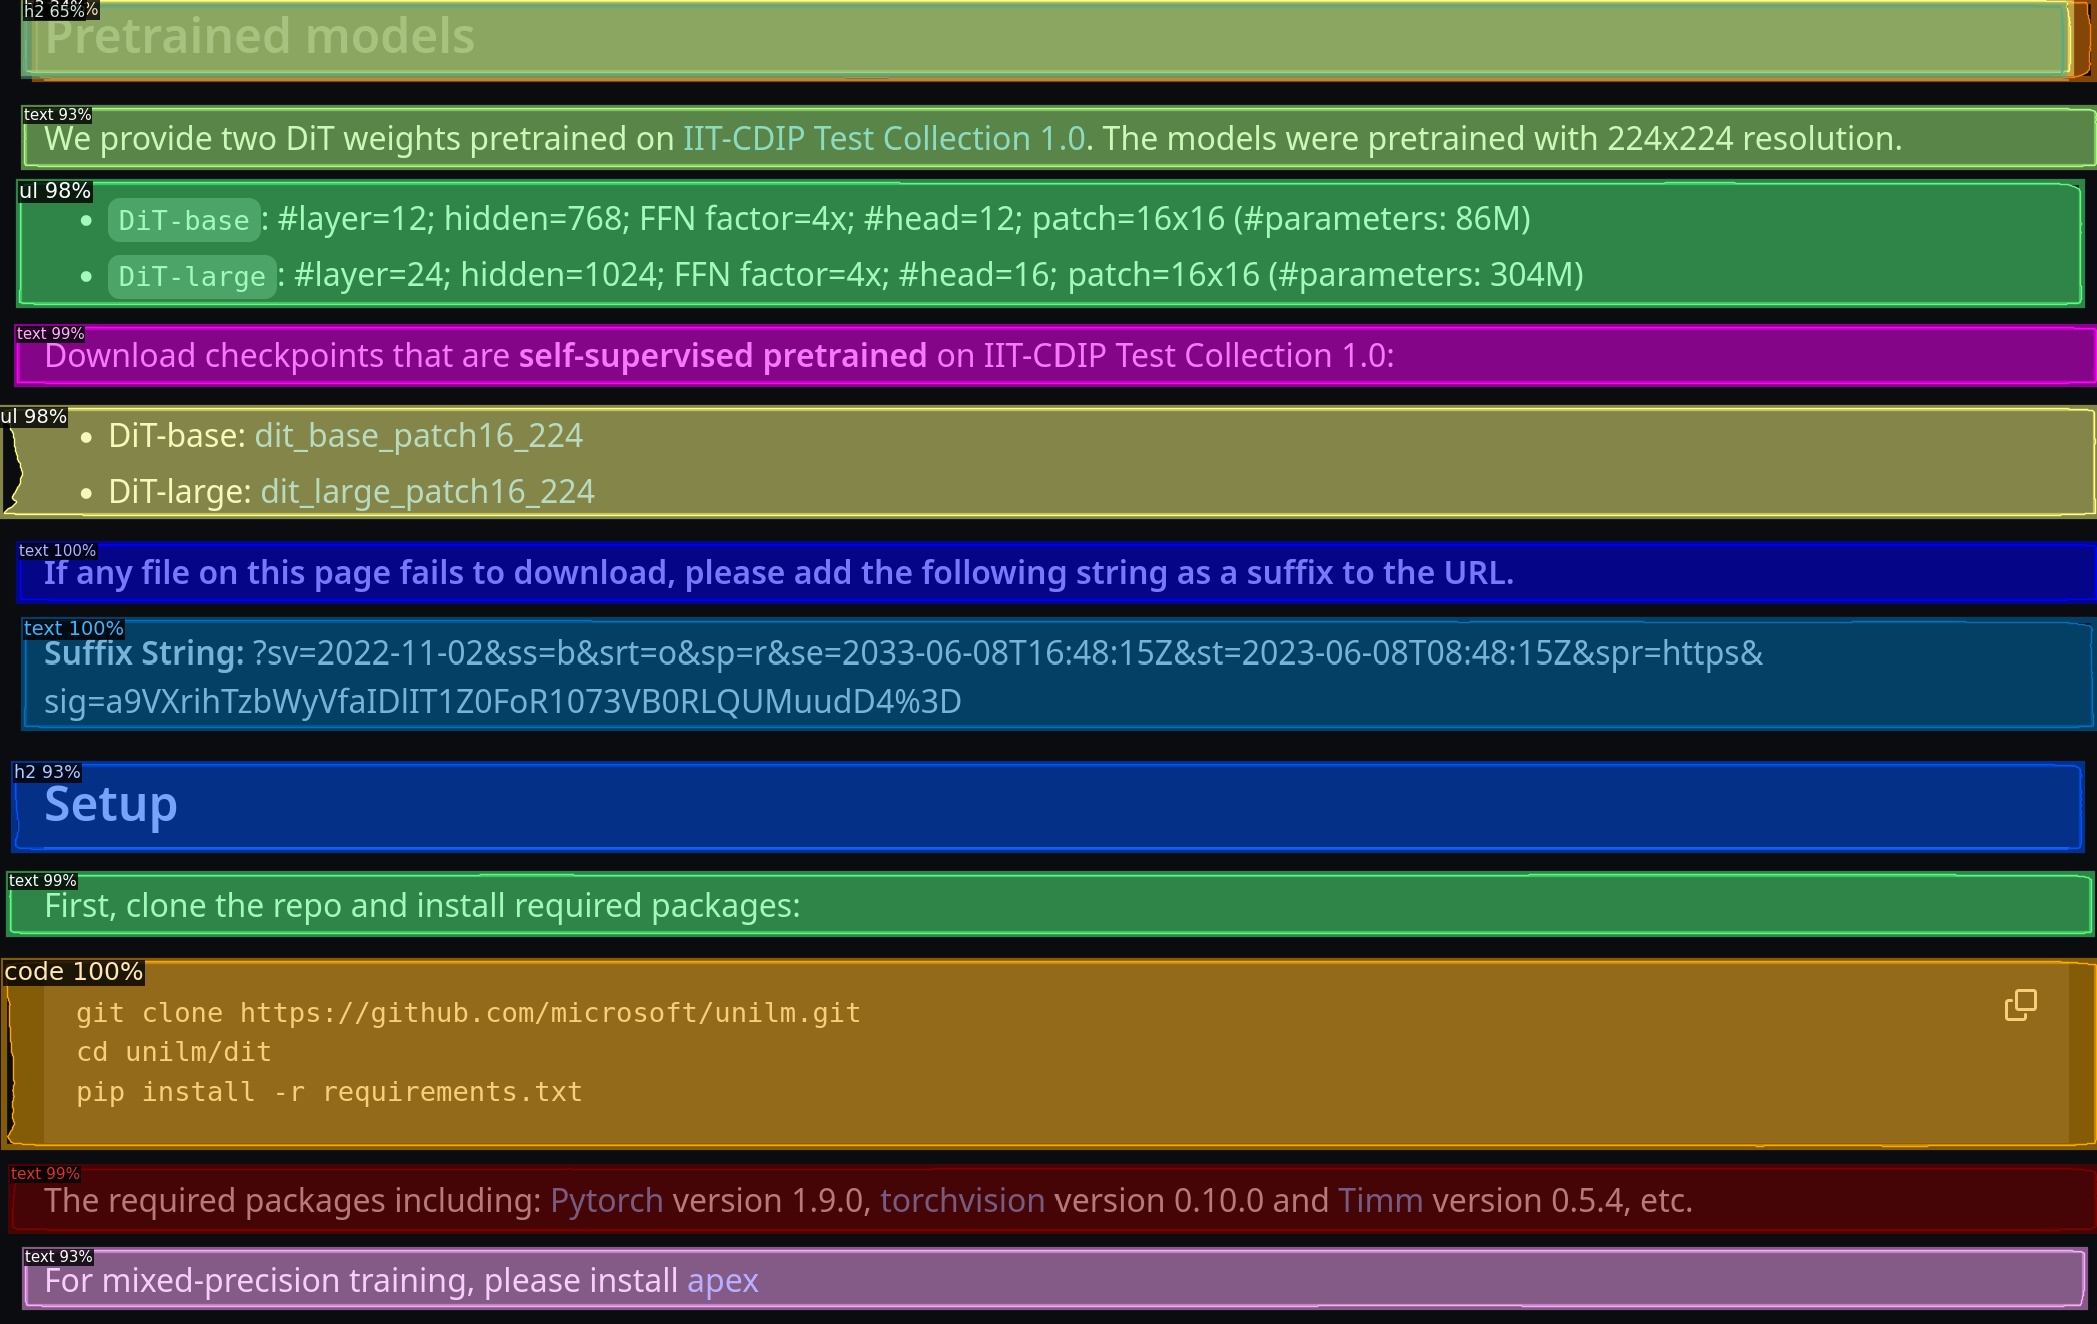 h2 65%
Pretrained models
text 93%
We provide two DiT weights pretrained on IIT-CDIP Test Collection 1.0. The models were pretrained with 224x224 resolution.
ul 98%
• DiT-base: #layer=12; hidden=768; FFN factor=4x; #head=12; patch=16x16 (#parameters: 86M)
• DiT-large: #layer=24; hidden=1024; FFN factor=4x; #head=16; patch=16x16 (#parameters: 304M)
text 99%
Download checkpoints that are self-supervised pretrained on IIT-CDIP Test Collection 1.0:
ul 98%
• DiT-base: dit_base_patch16_224
• DiT-large: dit_large_patch16_224
text 100%
If any file on this page fails to download, please add the following string as a suffix to the URL.
text 100%
Suffix String: ?sv=2022-11-02&ss=b&srt=o&sp=r&se=2033-06-08T16:48:15Z&st=2023-06-08T08:48:15Z&spr=https&
sig=a9VXrihTzbWyVfaIDlIT1Z0FoR1073VB0RLQUMuudD4%3D
h2 93%
Setup
text 99%
First, clone the repo and install required packages:
code 100%
git clone https://github.com/microsoft/unilm.git
cd unilm/dit
pip install -r requirements.txt
text 99%
The required packages including: Pytorch version 1.9.0, torchvision version 0.10.0 and Timm version 0.5.4, etc.
text 93%
For mixed-precision training, please install apex